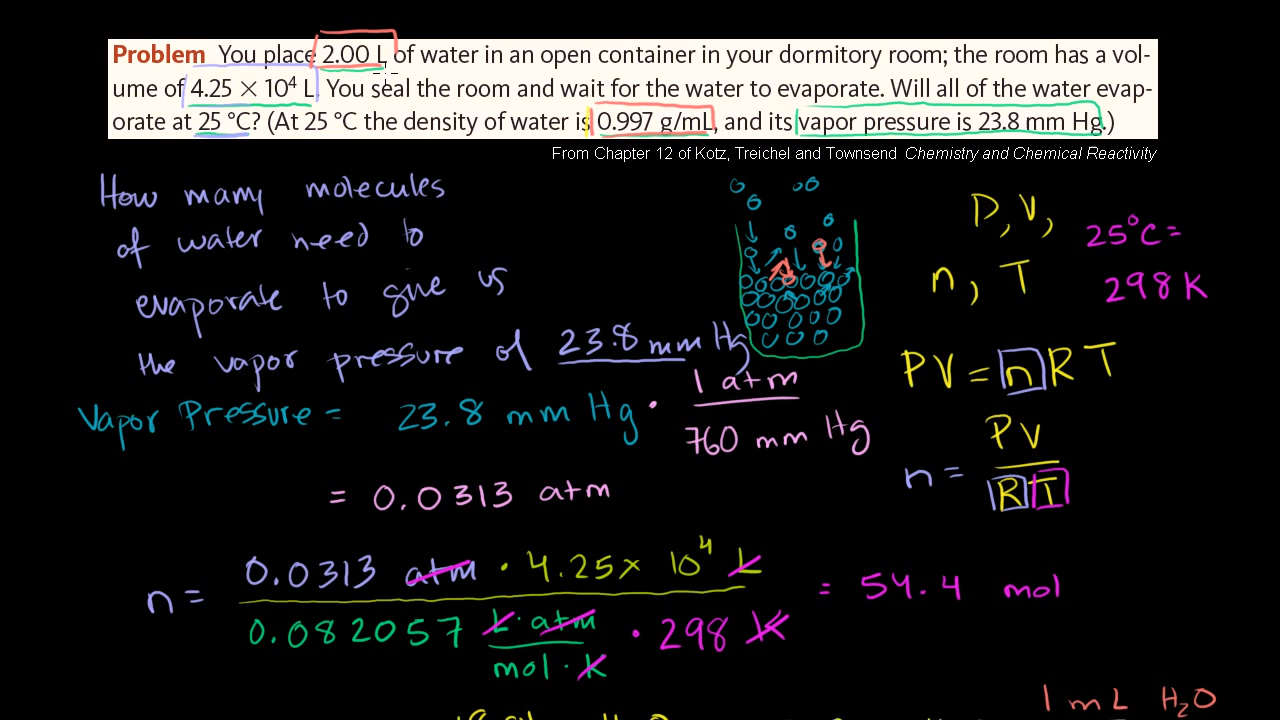 Problem You place 2.00 L of water in an open container in your dormitory room; the room has a vol-
ume of 4.25 × 10⁴ L. You seal the room and wait for the water to evaporate. Will all of the water evap-
orate at 25 °C? (At 25 °C the density of water is 0.997 g/mL, and its vapor pressure is 23.8 mm Hg.)
From Chapter 12 of Kotz, Treichel and Townsend Chemistry and Chemical Reactivity
How many molecules
of water need to
evaporate to give us
the vapor pressure of 23.8 mm Hg
P, V,
n, T
25°C =
298 K
PV = nRT
n = PV
RT
Vapor Pressure = 23.8 mm Hg · 1 atm
760 mm Hg
= 0.0313 atm
n = 0.0313 atm · 4.25 × 10⁴ L
0.082057 L · atm
mol · K
· 298 K
= 54.4 mol
1 mL H₂O